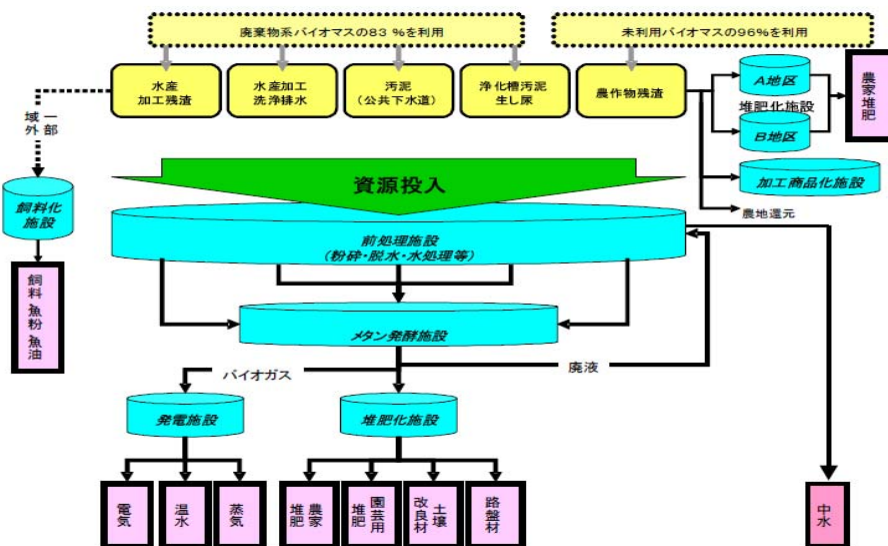 廃棄物系バイオマスの83 %を利用
未利用バイオマスの96%を利用
水産
加工残渣
水産加工
洗浄排水
汚泥
(公共下水道)
浄化槽汚泥
生し尿
農作物残渣
A地区
堆肥化施設
B地区
農家堆肥
一部
域外
資源投入
加工商品化施設
農地還元
飼料化
施設
前処理施設
(粉砕・脱水・水処理等)
飼料、魚粉、魚油
メタン発酵施設
バイオガス
廃液
発電施設
堆肥化施設
電気
温水
蒸気
農家
堆肥
園芸用
堆肥
土壌
改良材
路盤材
中水